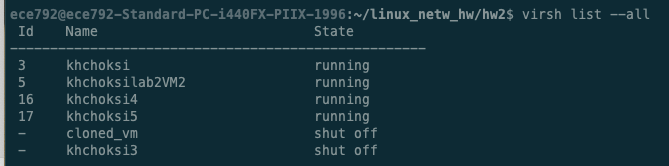 ece792@ece792-Standard-PC-i440FX-PIIX-1996:~/linux_netw_hw/hw2$ virsh list --all
Id Name State
----------------------------------------------------
3 khchoksi running
5 khchoksilab2VM2 running
16 khchoksi4 running
17 khchoksi5 running
- cloned_vm shut off
- khchoksi3 shut off